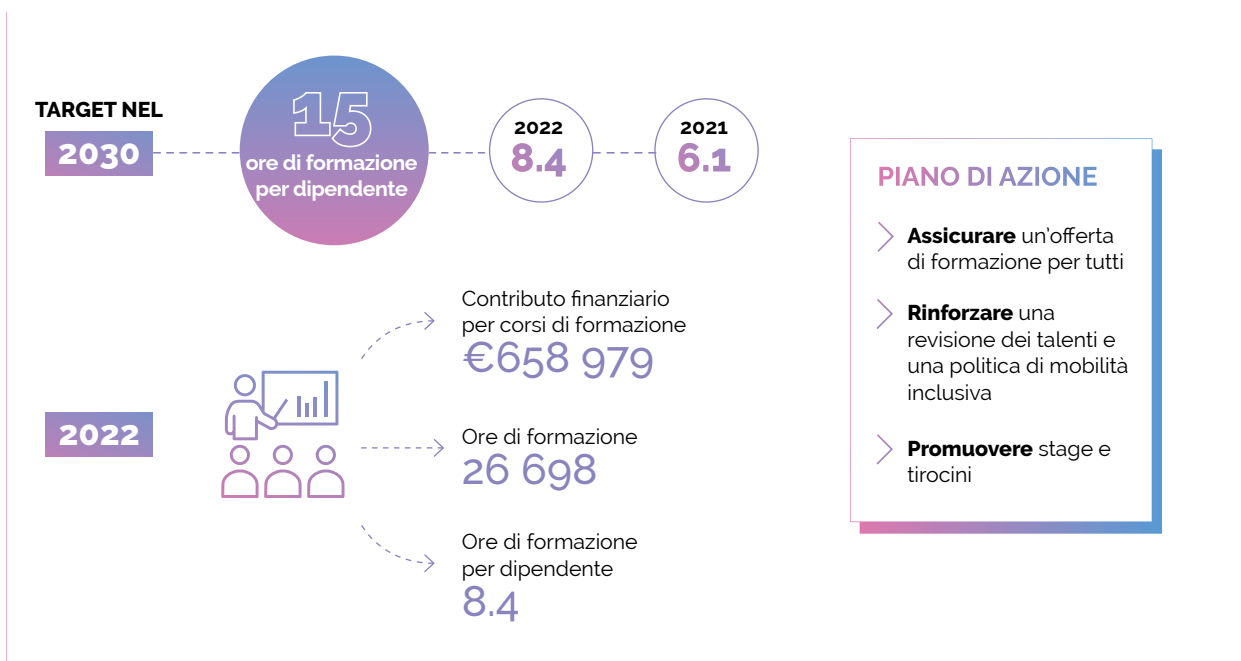 TARGET NEL
2030
15
ore di formazione
per dipendente
2022
8.4
2021
6.1
2022
Contributo finanziario
per corsi di formazione
€658 979
Ore di formazione
26 698
Ore di formazione
per dipendente
8.4
PIANO DI AZIONE
Assicurare un'offerta
di formazione per tutti
Rinforzare una
revisione dei talenti e
una politica di mobilità
inclusiva
Promuovere stage e
tirocini